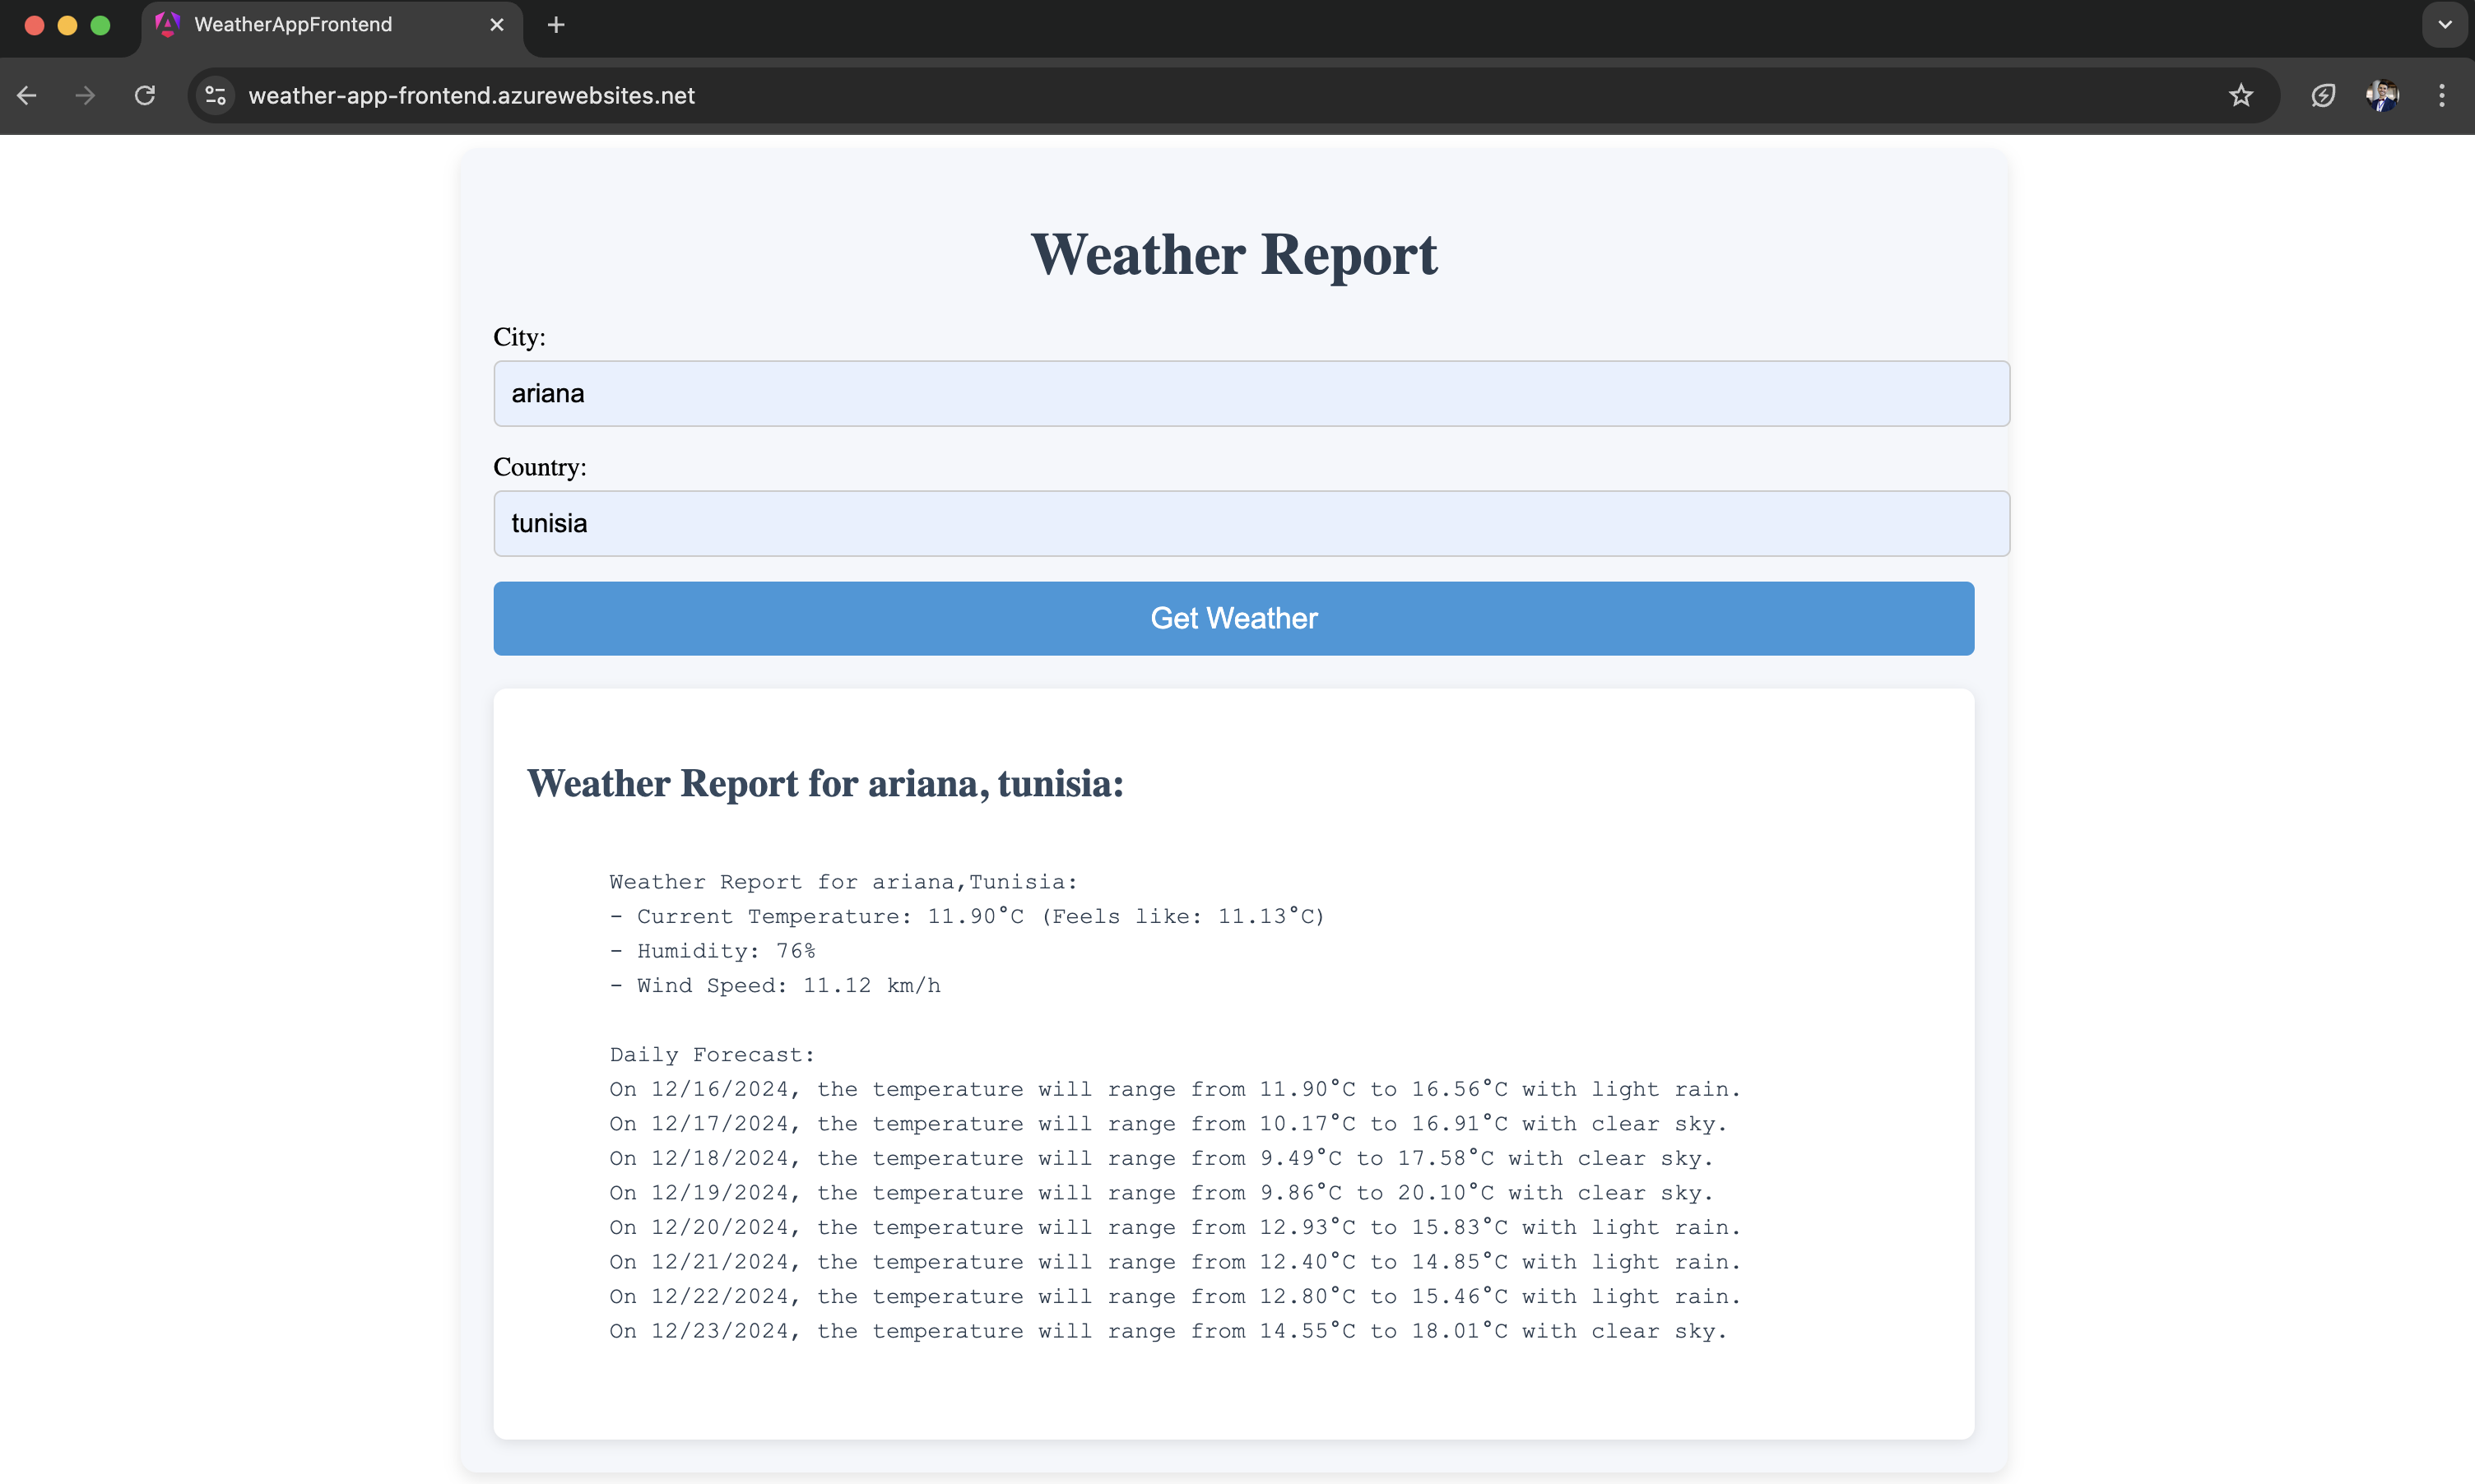 WeatherAppFrontend
weather-app-frontend.azurewebsites.net
Weather Report
City:
ariana
Country:
tunisia
Get Weather
Weather Report for ariana, tunisia:
Weather Report for ariana,Tunisia:
- Current Temperature: 11.90°C (Feels like: 11.13°C)
- Humidity: 76%
- Wind Speed: 11.12 km/h
Daily Forecast:
On 12/16/2024, the temperature will range from 11.90°C to 16.56°C with light rain.
On 12/17/2024, the temperature will range from 10.17°C to 16.91°C with clear sky.
On 12/18/2024, the temperature will range from 9.49°C to 17.58°C with clear sky.
On 12/19/2024, the temperature will range from 9.86°C to 20.10°C with clear sky.
On 12/20/2024, the temperature will range from 12.93°C to 15.83°C with light rain.
On 12/21/2024, the temperature will range from 12.40°C to 14.85°C with light rain.
On 12/22/2024, the temperature will range from 12.80°C to 15.46°C with light rain.
On 12/23/2024, the temperature will range from 14.55°C to 18.01°C with clear sky.